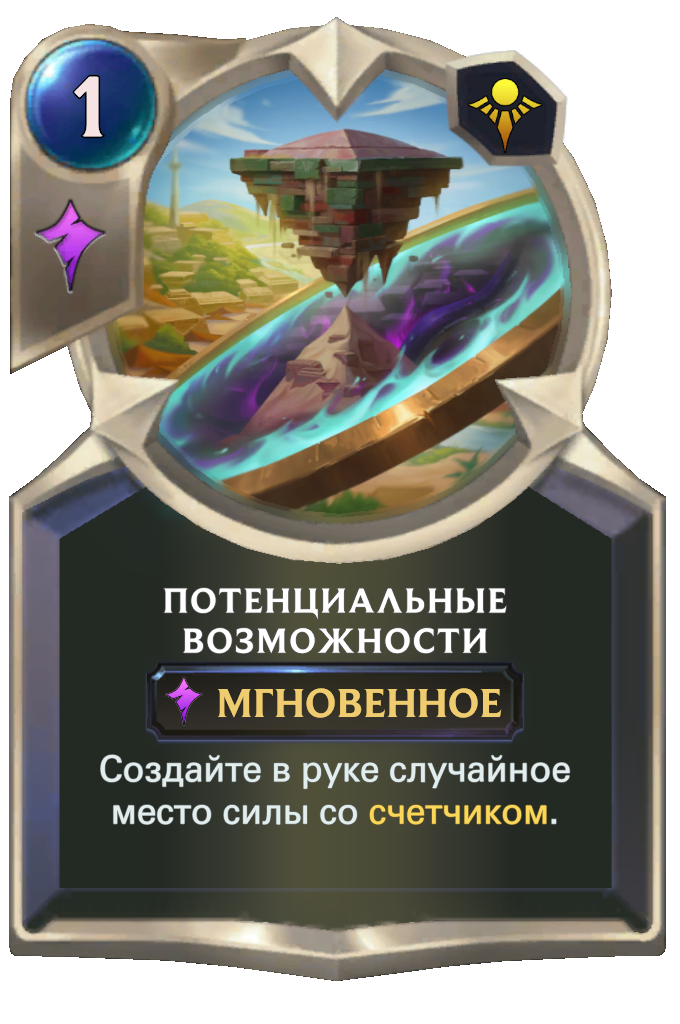 1
ПОТЕНЦИАЛЬНЫЕ
ВОЗМОЖНОСТИ
МГНОВЕННОЕ
Создайте в руке случайное
место силы со счетчиком.